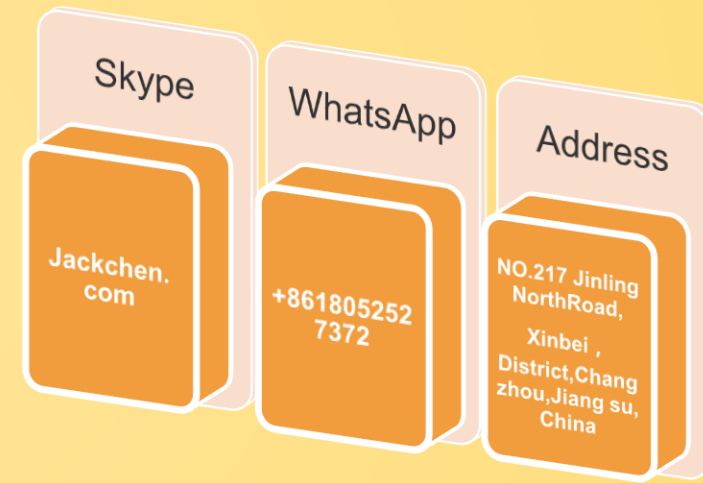 Skype
Jackchen.
com
WhatsApp
+861805252
7372
Address
NO.217 Jinling
NorthRoad,
Xinbei ，
District,Chang
zhou,Jiang su,
China